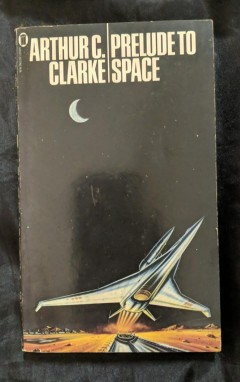 ARTHUR C. CLARKE
PRELUDE TO SPACE